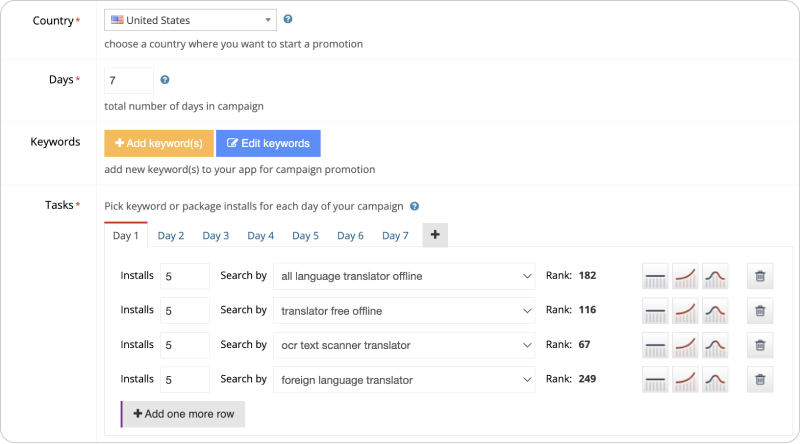 Country* United States ?
choose a country where you want to start a promotion
Days* 7 ?
total number of days in campaign
Keywords + Add keyword(s) Edit keywords
add new keyword(s) to your app for campaign promotion
Tasks* Pick keyword or package installs for each day of your campaign ?
Day 1 Day 2 Day 3 Day 4 Day 5 Day 6 Day 7 +
Installs 5 Search by all language translator offline Rank: 182
Installs 5 Search by translator free offline Rank: 116
Installs 5 Search by ocr text scanner translator Rank: 67
Installs 5 Search by foreign language translator Rank: 249
+ Add one more row